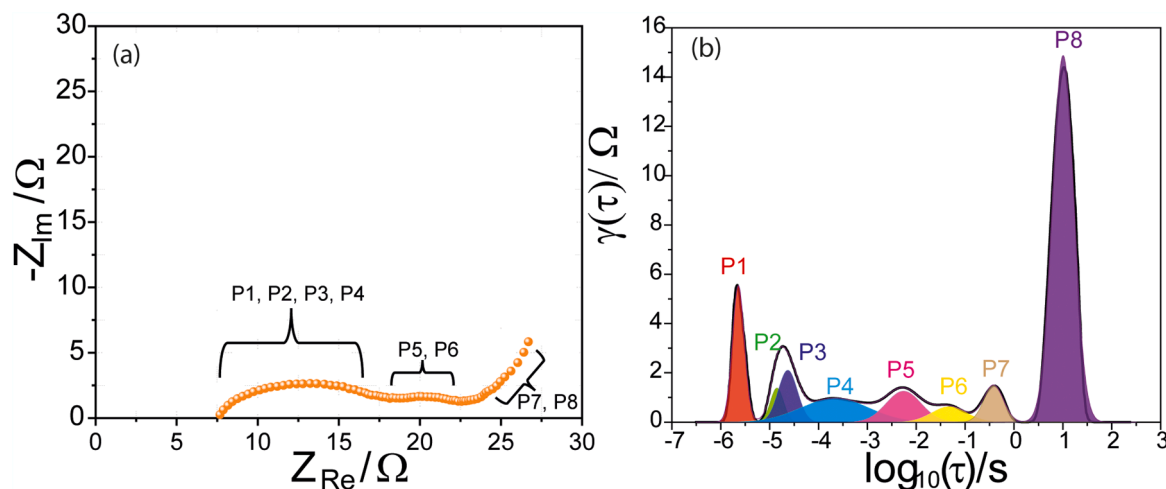 (a)
-Z_Im/Ω
30
25
20
15
10
5
0
P1, P2, P3, P4
P5, P6
P7, P8
0 5 10 15 20 25 30
Z_Re/Ω
(b)
γ(τ)/ Ω
16
14
12
10
8
6
4
2
0
P8
P1
P2
P3
P4
P5
P6
P7
-7 -6 -5 -4 -3 -2 -1 0 1 2 3
log₁₀(τ)/s